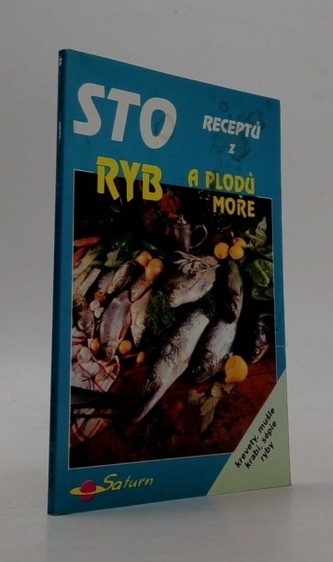 STO
RECEPTŮ
z
RYB
A PLODŮ
MOŘE
krevety, mušle
krabi, sépie
ryby
Saturn